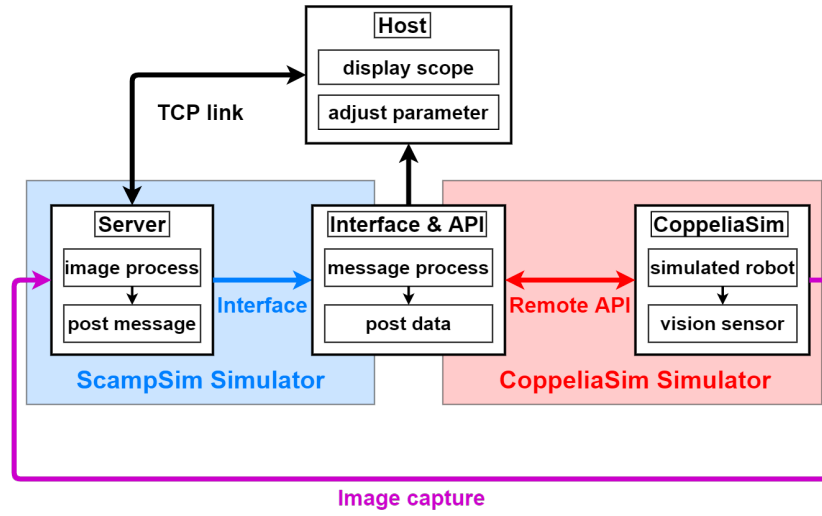 Host
display scope
adjust parameter
TCP link
Server
image process
post message
Interface
Interface & API
message process
post data
Remote API
CoppeliaSim
simulated robot
vision sensor
ScampSim Simulator
CoppeliaSim Simulator
Image capture